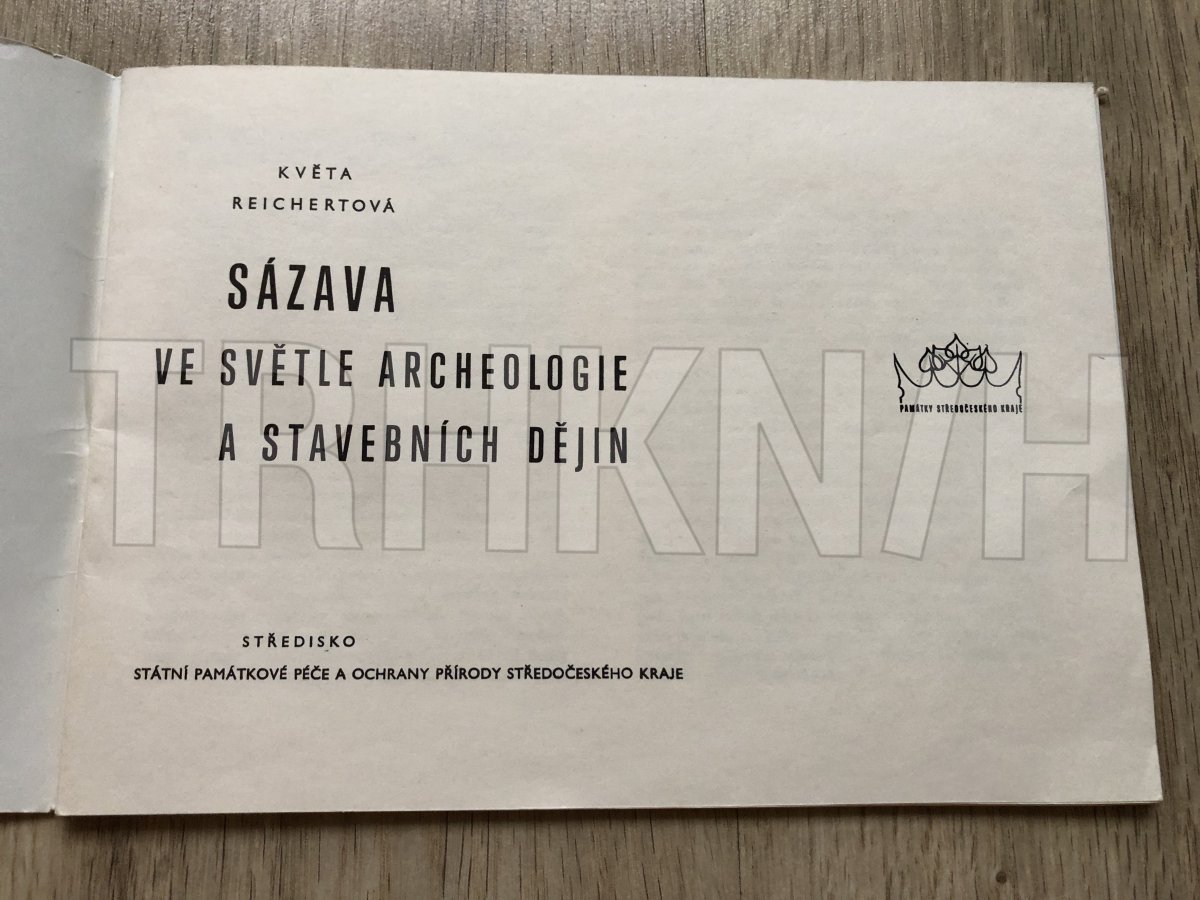 KVĚTA
REICHERTOVÁ
SÁZAVA
VE SVĚTLE ARCHEOLOGIE
A STAVEBNÍCH DĚJIN
PAMÁTKY STŘEDOČESKÉHO KRAJE
STŘEDISKO
STÁTNÍ PAMÁTKOVÉ PÉČE A OCHRANY PŘÍRODY STŘEDOČESKÉHO KRAJE
TRHKNIH